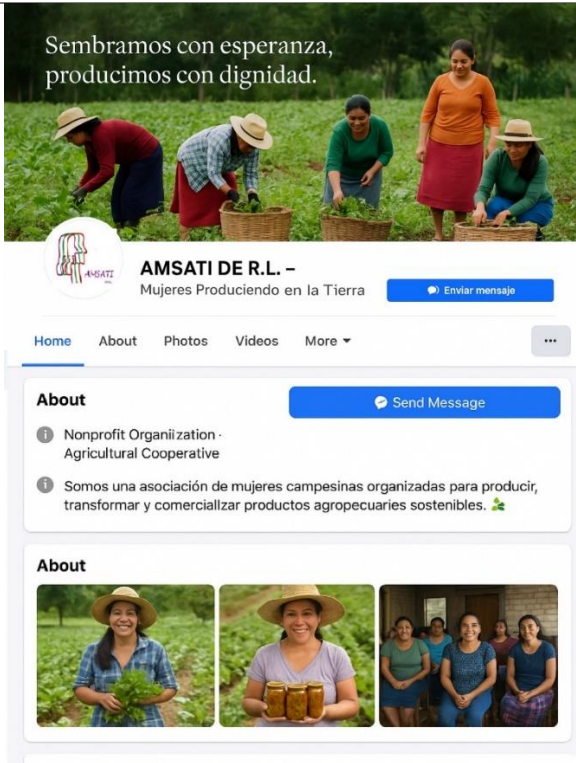 Sembramos con esperanza,
producimos con dignidad.
AMSATI
AMSATI DE R.L. –
Mujeres Produciendo en la Tierra
Enviar mensaje
Home About Photos Videos More
About
Send Message
Nonprofit Organiization ·
Agricultural Cooperative
Somos una asociación de mujeres campesinas organizadas para producir,
transformar y comerciallzar productos agropecuaries sostenibles.
About